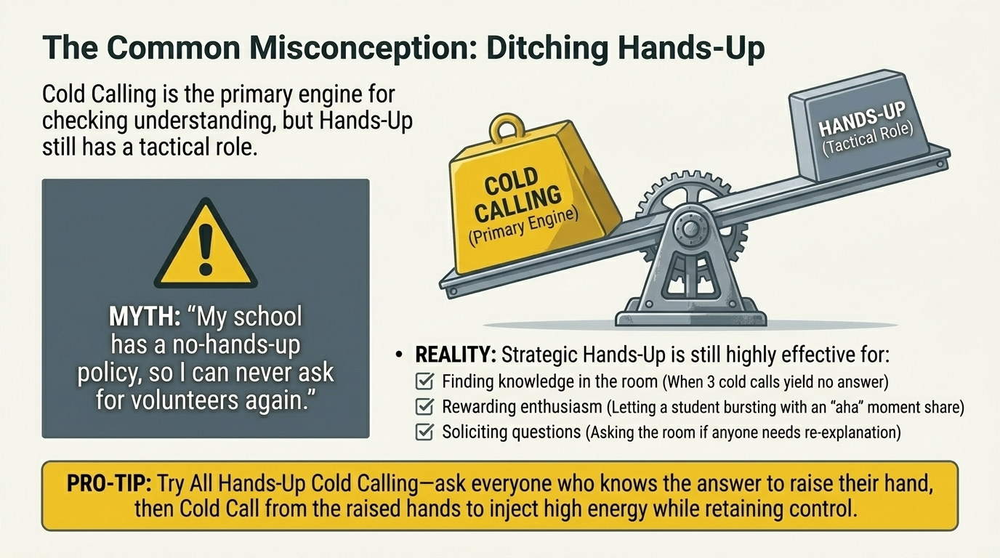 The Common Misconception: Ditching Hands-Up
Cold Calling is the primary engine for
checking understanding, but Hands-Up
still has a tactical role.
COLD
CALLING
(Primary Engine)
HANDS-UP
(Tactical Role)
MYTH: “My school
has a no-hands-up
policy, so I can never ask
for volunteers again.”
• REALITY: Strategic Hands-Up is still highly effective for:
Finding knowledge in the room (When 3 cold calls yield no answer)
Rewarding enthusiasm (Letting a student bursting with an “aha” moment share)
Soliciting questions (Asking the room if anyone needs re-explanation)
PRO-TIP: Try All Hands-Up Cold Calling—ask everyone who knows the answer to raise their hand,
then Cold Call from the raised hands to inject high energy while retaining control.